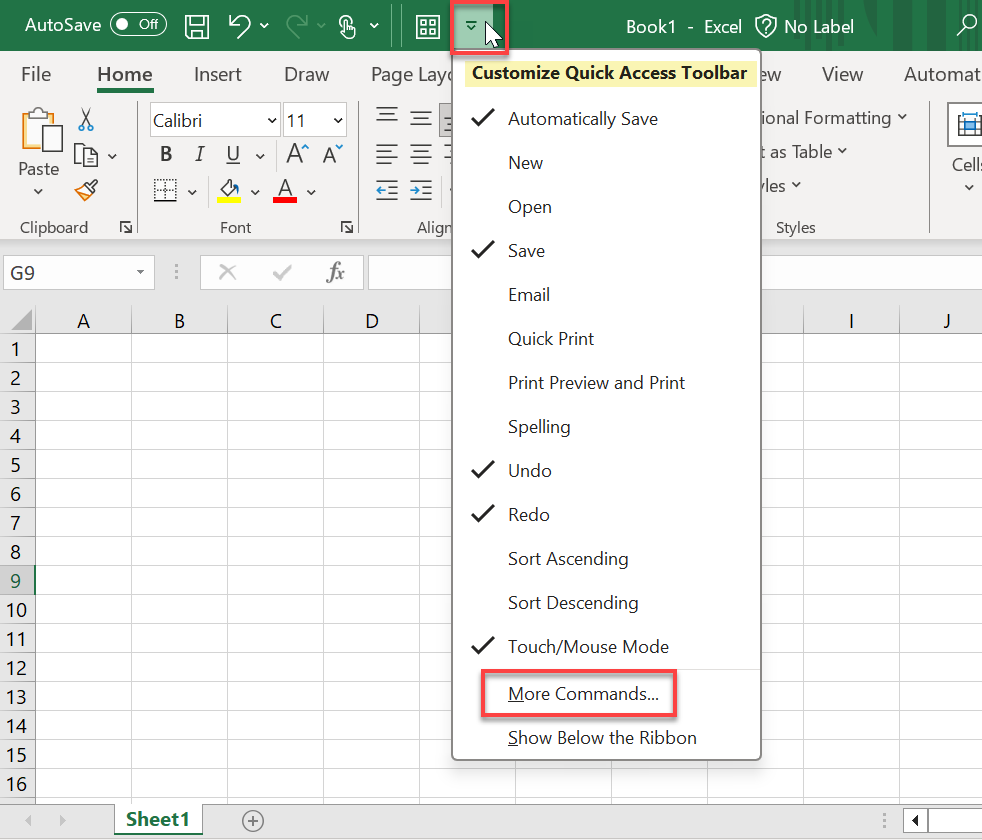 AutoSave Off Book1 - Excel No Label
File Home Insert Draw Page Layo ew View Automat
Customize Quick Access Toolbar
Automatically Save
New
Open
Save
Email
Quick Print
Print Preview and Print
Spelling
Undo
Redo
Sort Ascending
Sort Descending
Touch/Mouse Mode
More Commands...
Show Below the Ribbon
Paste
Clipboard
Calibri 11
B I U A A
A
Font
Align
ional Formatting
t as Table
yles
Styles
Cells
G9 fx
A B C D I J
1
2
3
4
5
6
7
8
9
10
11
12
13
14
15
16
Sheet1